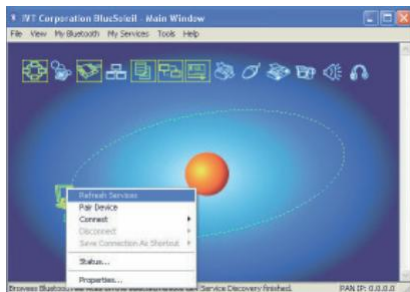 IVT Corporation BlueSoleil - Main Window
File View My Bluetooth My Services Tools Help
Refresh Services
Pair Device
Connect
Disconnect
Save Connection As Shortcut
Status...
Properties...
Service Discovery finished.
PAN IP: 0.0.0.0